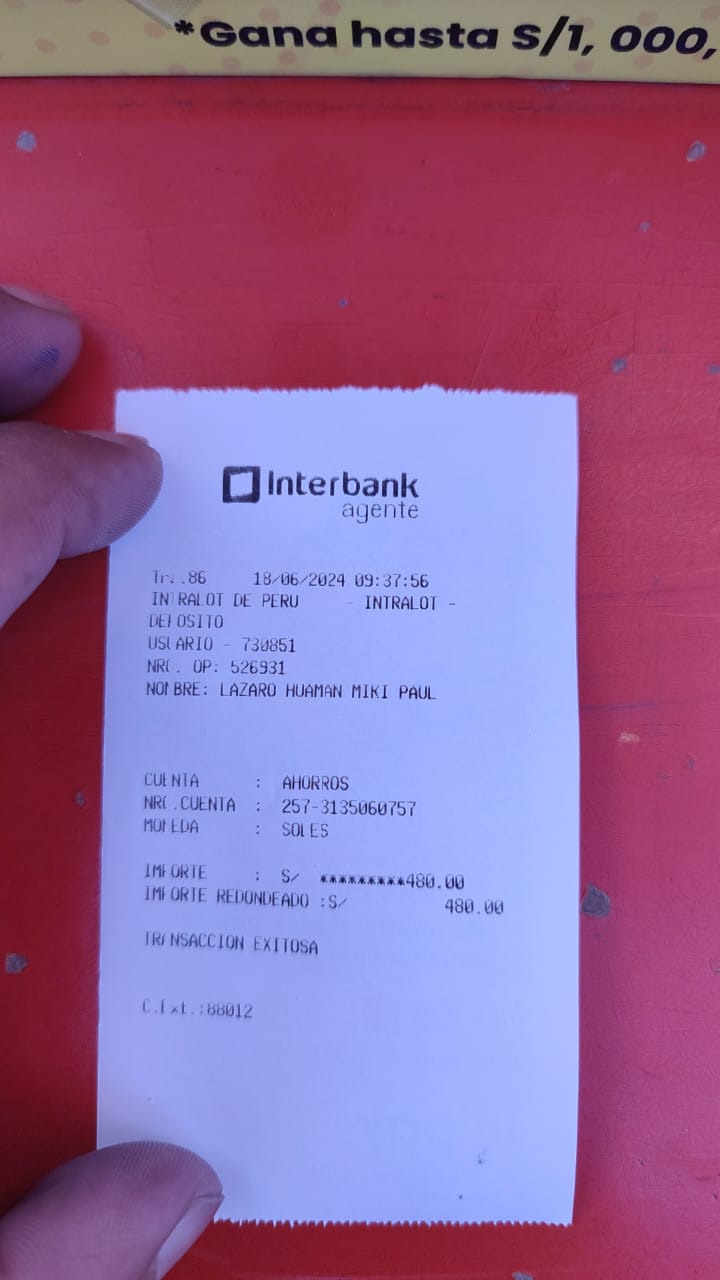 *Gana hasta S/1, 000,
Interbank
agente
Tra.86 18/06/2024 09:37:56
INTRALOT DE PERU - INTRALOT -
DEPOSITO
USUARIO - 730851
NRO. OP: 526931
NOMBRE: LAZARO HUAMAN MIKI PAUL
CUENTA : AHORROS
NRO.CUENTA : 257-3135060757
MONEDA : SOLES
IMPORTE : S/ *********480.00
IMPORTE REDONDEADO :S/ 480.00
TRANSACCION EXITOSA
C.Ext.:88012